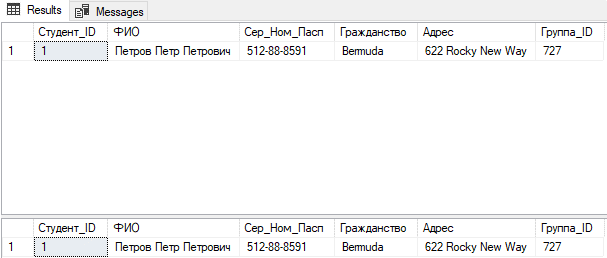 Results Messages
Студент_ID ФИО Сер_Ном_Пасп Гражданство Адрес Группа_ID
1 1 Петров Петр Петрович 512-88-8591 Bermuda 622 Rocky New Way 727
Студент_ID ФИО Сер_Ном_Пасп Гражданство Адрес Группа_ID
1 1 Петров Петр Петрович 512-88-8591 Bermuda 622 Rocky New Way 727